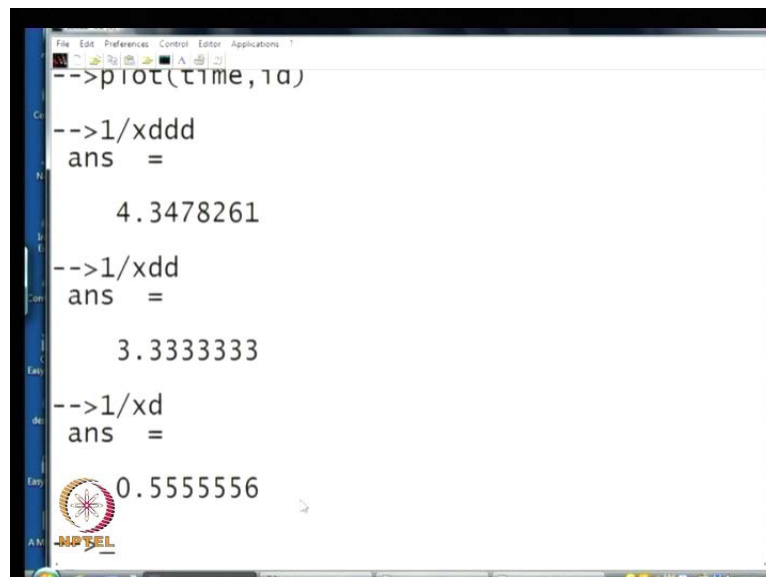 File Edit Preferences Control Editor Applications ?
-->plot(time,id)
-->1/xddd
ans =
4.3478261
-->1/xdd
ans =
3.3333333
-->1/xd
ans =
0.5555556
NPTEL
-->_